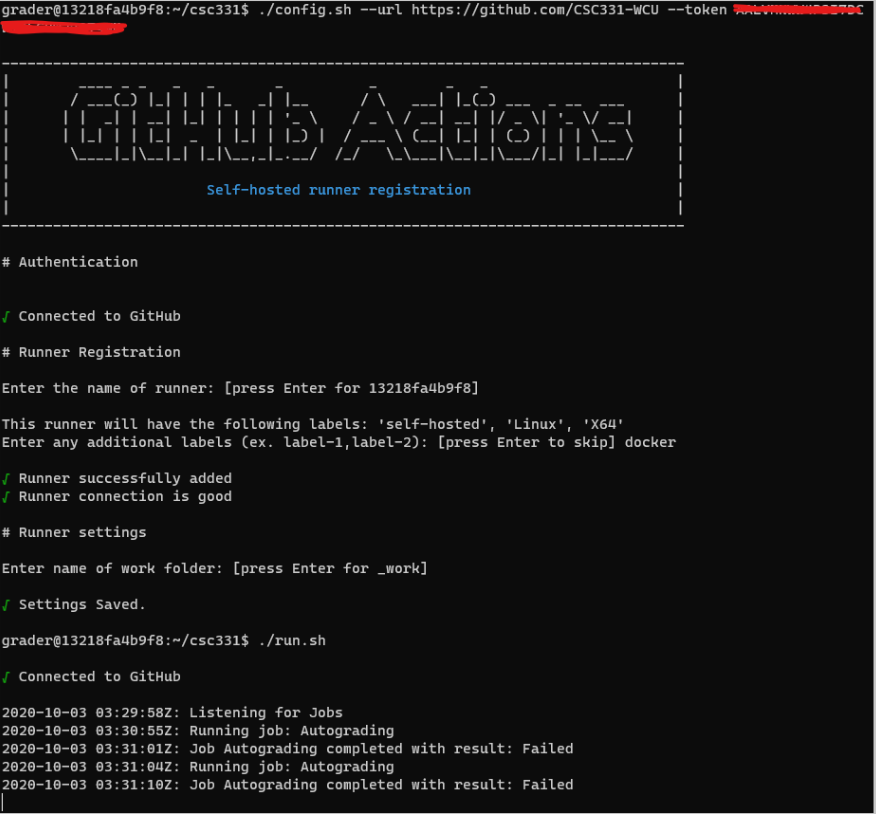 grader@13218fa4b9f8:~/csc331$ ./config.sh --url https://github.com/CSC331-WCU --token
GitHub Actions
Self-hosted runner registration
# Authentication
√ Connected to GitHub
# Runner Registration
Enter the name of runner: [press Enter for 13218fa4b9f8]
This runner will have the following labels: 'self-hosted', 'Linux', 'X64'
Enter any additional labels (ex. label-1,label-2): [press Enter to skip] docker
√ Runner successfully added
√ Runner connection is good
# Runner settings
Enter name of work folder: [press Enter for _work]
√ Settings Saved.
grader@13218fa4b9f8:~/csc331$ ./run.sh
√ Connected to GitHub
2020-10-03 03:29:58Z: Listening for Jobs
2020-10-03 03:30:55Z: Running job: Autograding
2020-10-03 03:31:01Z: Job Autograding completed with result: Failed
2020-10-03 03:31:04Z: Running job: Autograding
2020-10-03 03:31:10Z: Job Autograding completed with result: Failed